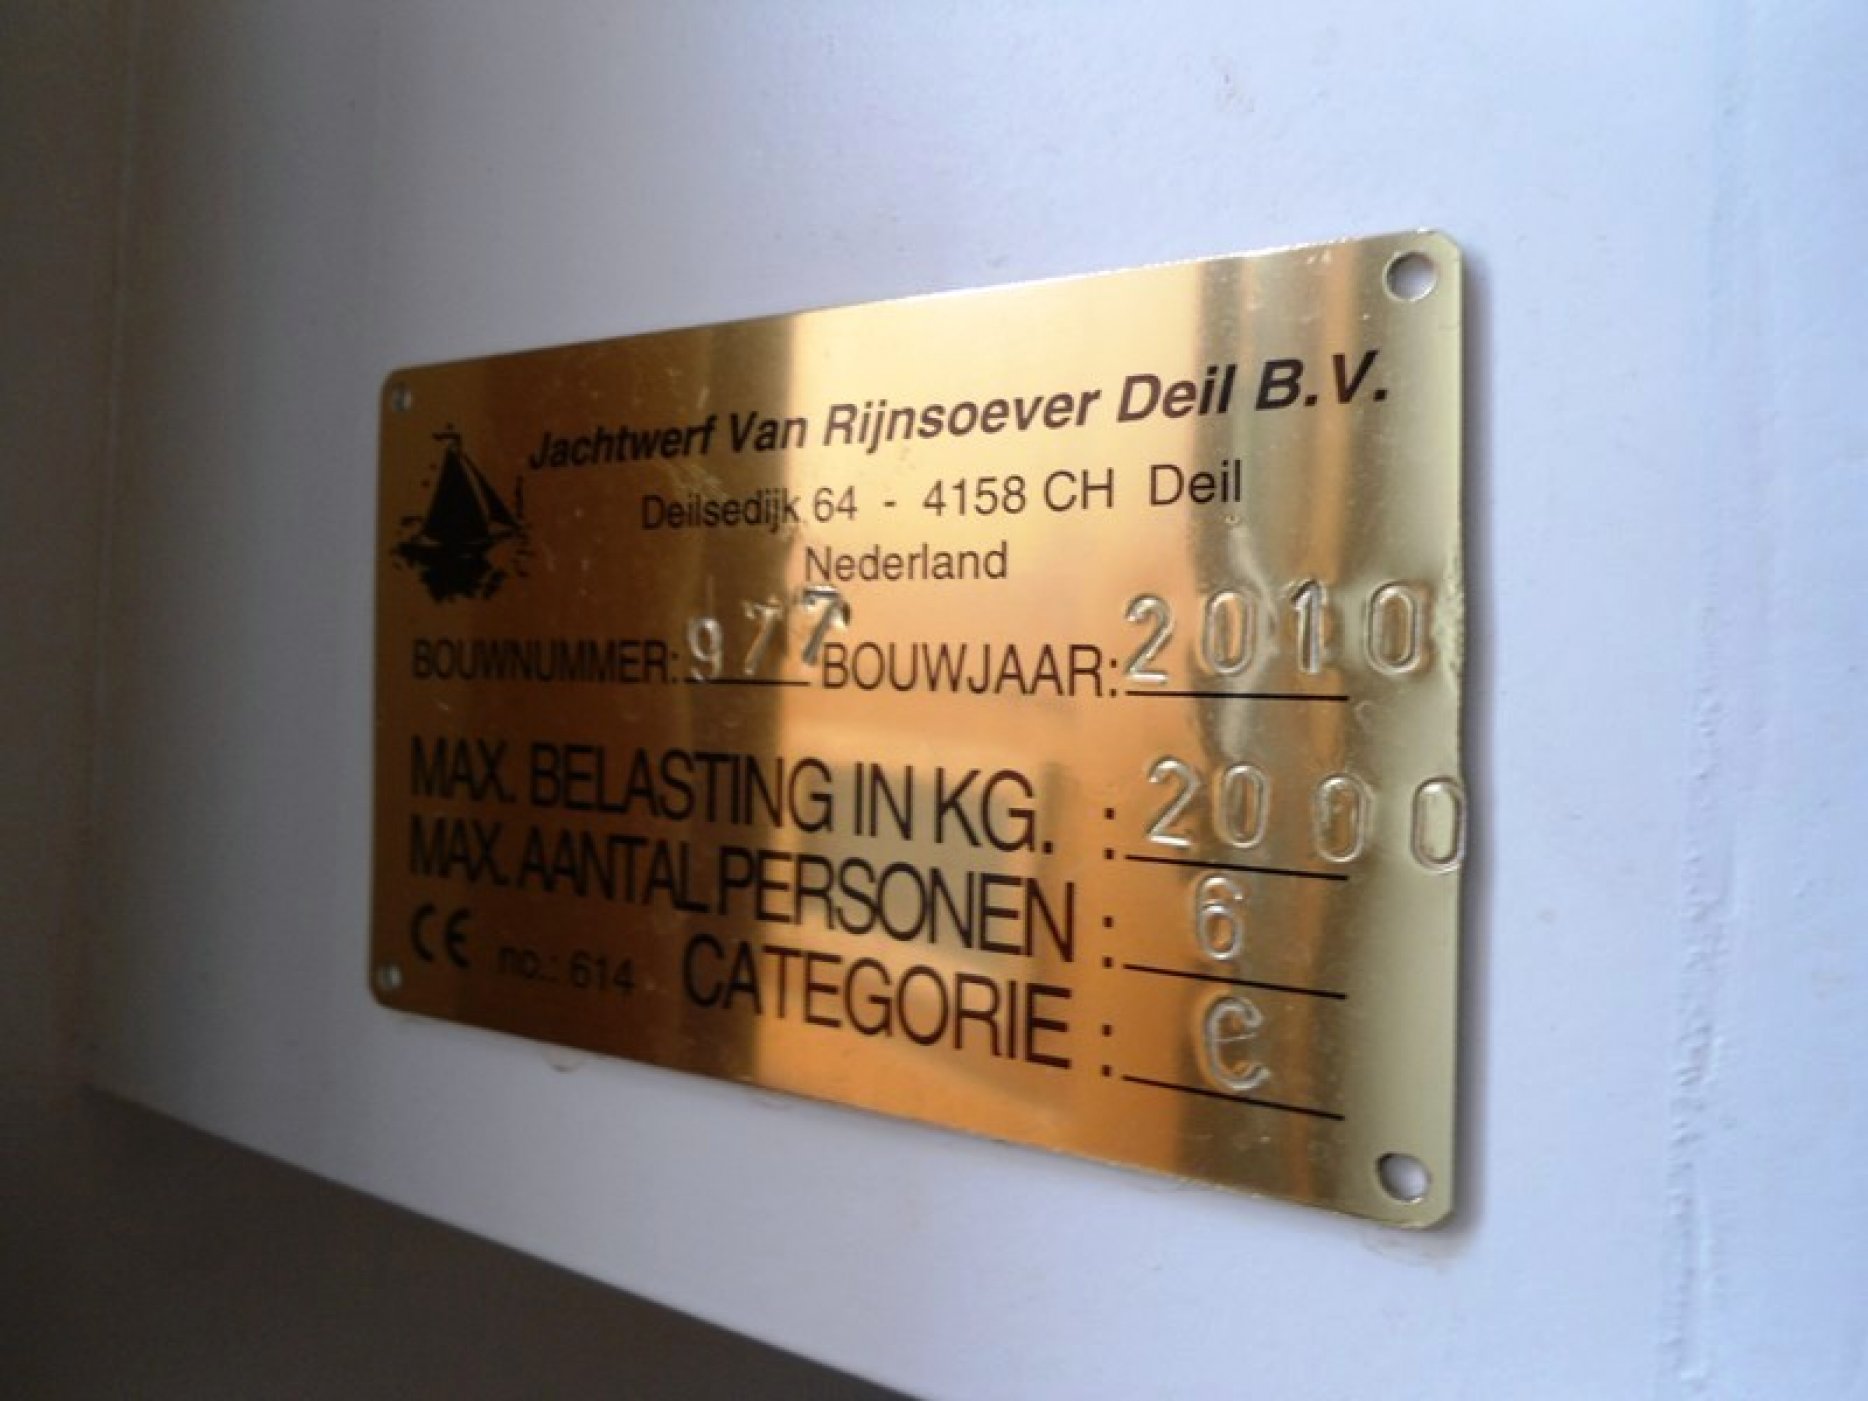 Jachtwerf Van Rijnsoever Deil B.V.
Deilsedijk 64 - 4158 CH Deil
Nederland
BOUWNUMMER: 977 BOUWJAAR: 2010
MAX. BELASTING IN KG. : 2000
MAX. AANTAL PERSONEN : 6
CE no.: 614 CATEGORIE : C